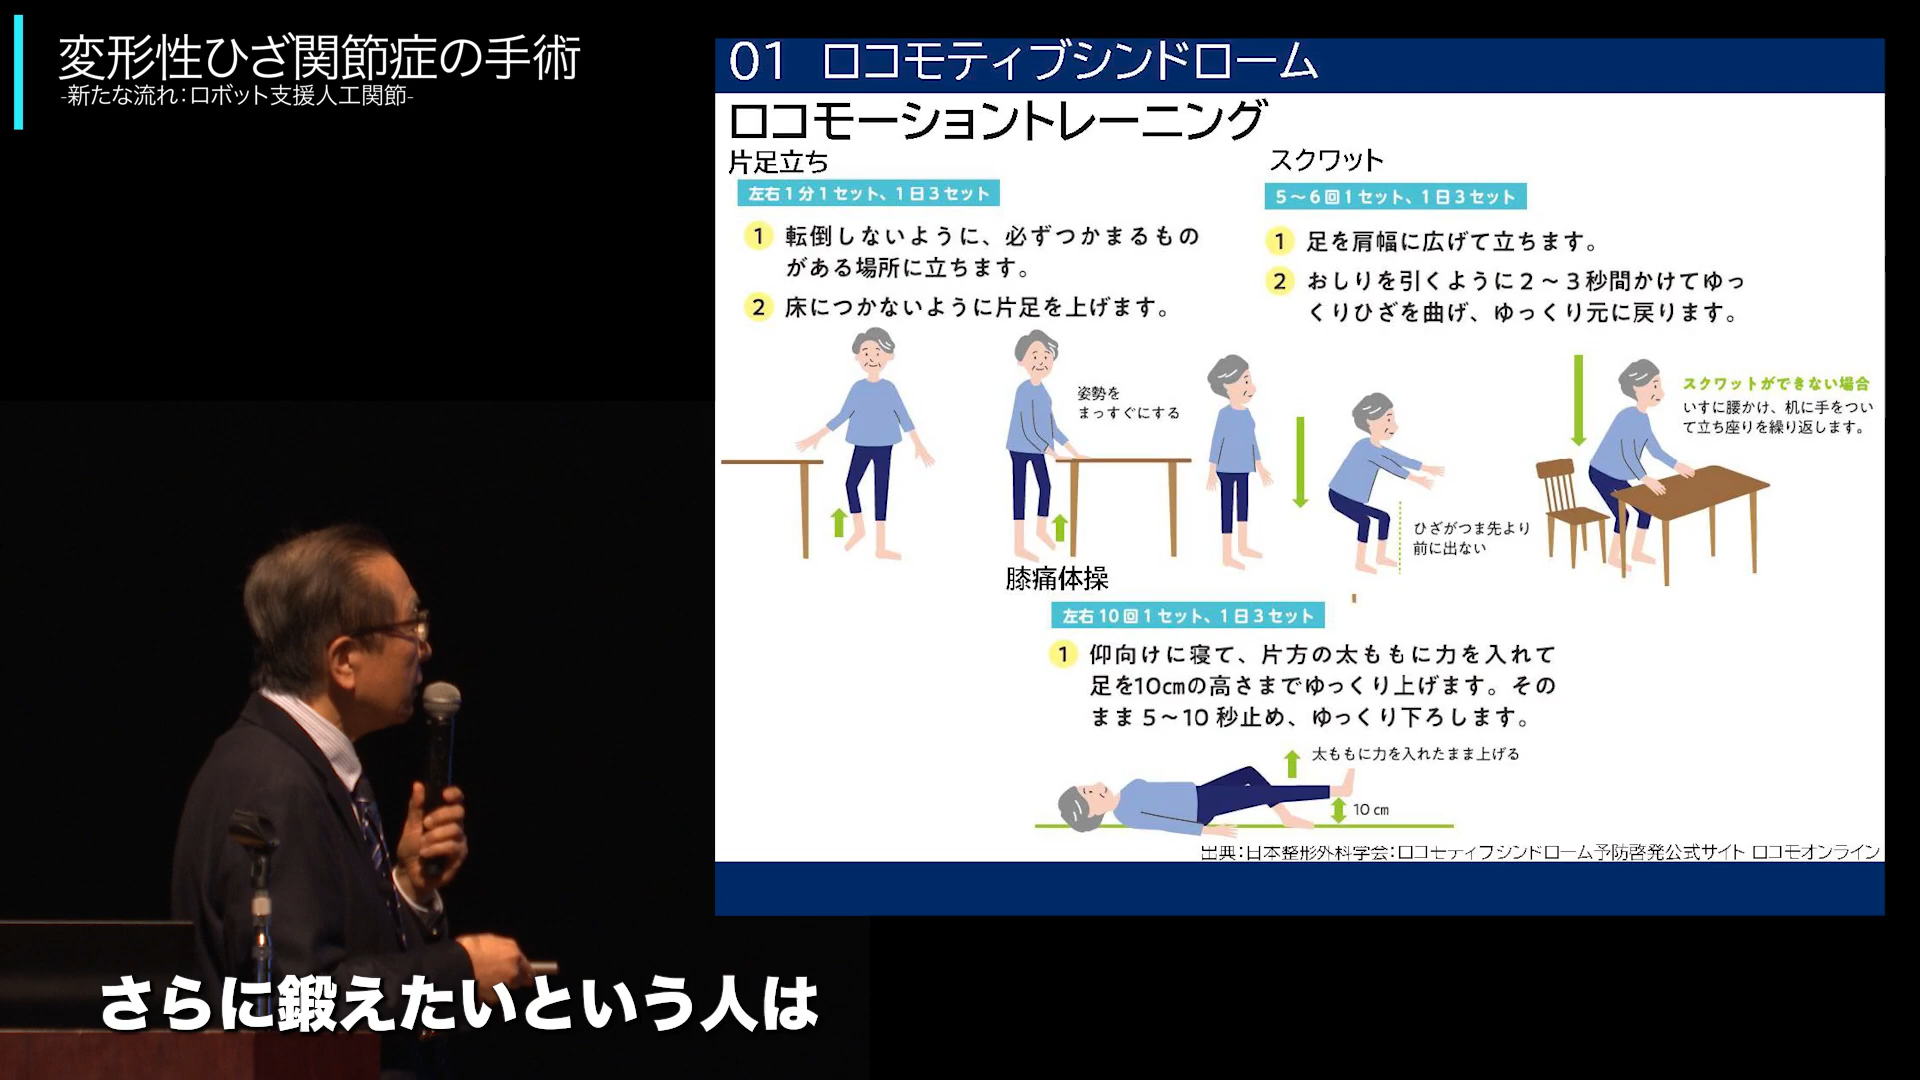 変形性ひざ関節症の手術
-新たな流れ:ロボット支援人工関節-
01 ロコモティブシンドローム
ロコモーショントレーニング
片足立ち
左右1分1セット、1日3セット
1 転倒しないように、必ずつかまるもの
がある場所に立ちます。
2 床につかないように片足を上げます。
姿勢を
まっすぐにする
スクワット
5~6回1セット、1日3セット
1 足を肩幅に広げて立ちます。
2 おしりを引くように2~3秒間かけてゆっ
くりひざを曲げ、ゆっくり元に戻ります。
ひざがつま先より
前に出ない
スクワットができない場合
いすに腰かけ、机に手をつい
て立ち座りを繰り返します。
膝痛体操
左右10回1セット、1日3セット
1 仰向けに寝て、片方の太ももに力を入れて
足を10cmの高さまでゆっくり上げます。その
まま5~10秒止め、ゆっくり下ろします。
太ももに力を入れたまま上げる
10cm
出典:日本整形外科学会:ロコモティブシンドローム予防啓発公式サイト ロコモオンライン
さらに鍛えたいという人は